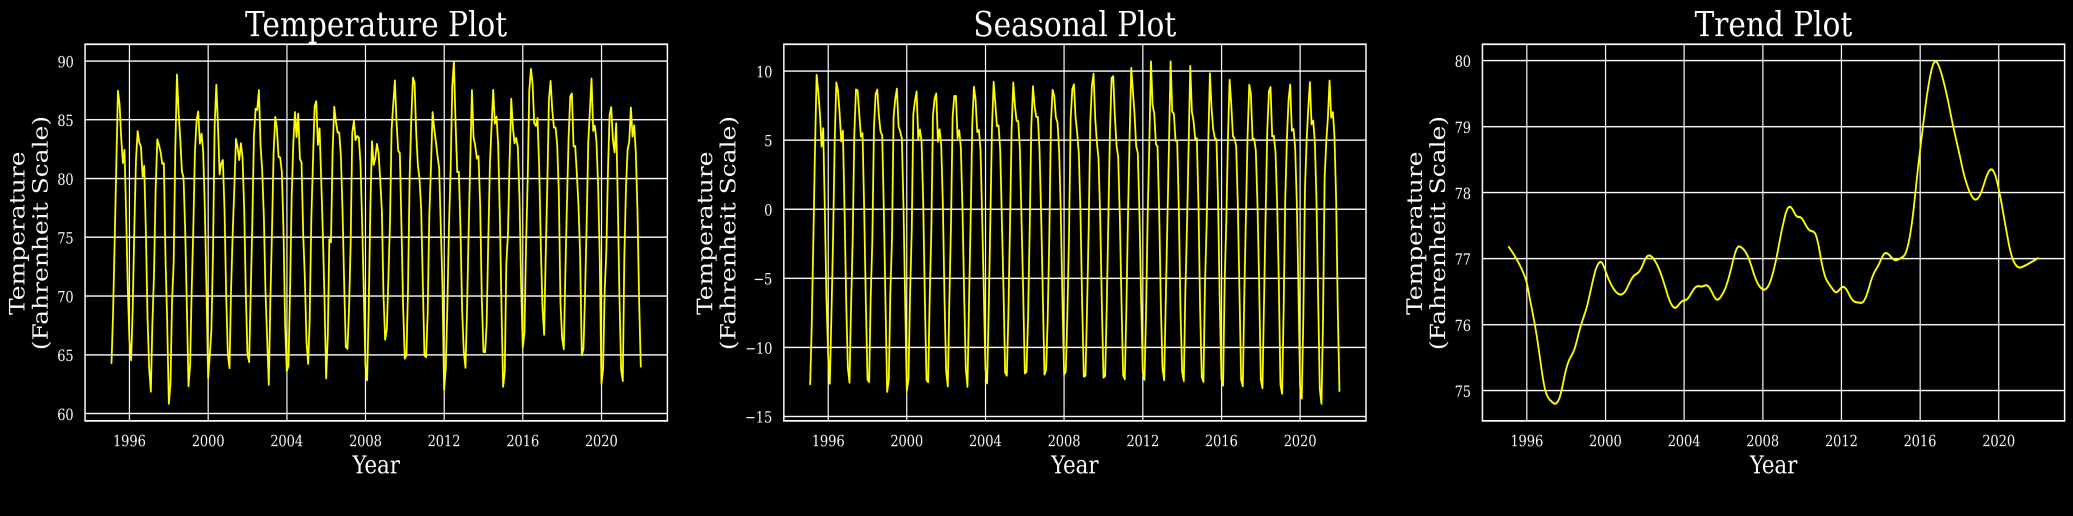 Temperature Plot
Temperature
(Fahrenheit Scale)
90
85
80
75
70
65
60
1996 2000 2004 2008 2012 2016 2020
Year
Seasonal Plot
Temperature
(Fahrenheit Scale)
10
5
0
−5
−10
−15
1996 2000 2004 2008 2012 2016 2020
Year
Trend Plot
Temperature
(Fahrenheit Scale)
80
79
78
77
76
75
1996 2000 2004 2008 2012 2016 2020
Year